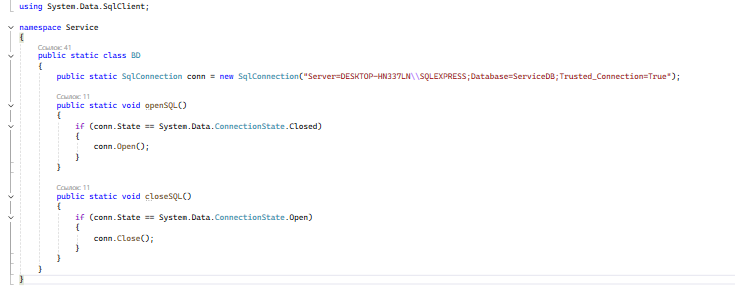 using System.Data.SqlClient;
namespace Service
{
Ссылок: 41
public static class BD
{
public static SqlConnection conn = new SqlConnection("Server=DESKTOP-HN337LN\\SQLEXPRESS;Database=ServiceDB;Trusted_Connection=True");
Ссылок: 11
public static void openSQL()
{
if (conn.State == System.Data.ConnectionState.Closed)
{
conn.Open();
}
}
Ссылок: 11
public static void closeSQL()
{
if (conn.State == System.Data.ConnectionState.Open)
{
conn.Close();
}
}
}
}